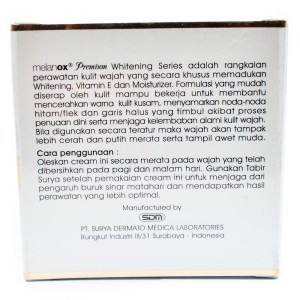 melanox® Premium Whitening Series adalah rangkaian
perawatan kulit wajah yang secara khusus memadukan
Whitening, Vitamin E dan Moisturizer. Formulasi yang mudah
diserap oleh kulit mampu bekerja untuk membantu
mencerahkan warna kulit kusam, menyamarkan noda-noda
hitam/flek dan garis halus yang timbul akibat proses
penuaan dini serta menjaga kelembaban alami kulit wajah.
Bila digunakan secara teratur maka wajah akan tampak
lebih cerah dan putih merata serta tampil awet muda.
Cara penggunaan :
Oleskan cream ini secara merata pada wajah yang telah
dibersihkan pada pagi dan malam hari. Gunakan Tabir
Surya setelah pemakaian cream ini untuk menjaga dari
pengaruh buruk sinar matahari dan mendapatkan hasil
perawatan yang lebih optimal.
Manufactured by
SDM
PT. SURYA DERMATO MEDICA LABORATORIES
Rungkut Industri III/31 Surabaya - Indonesia